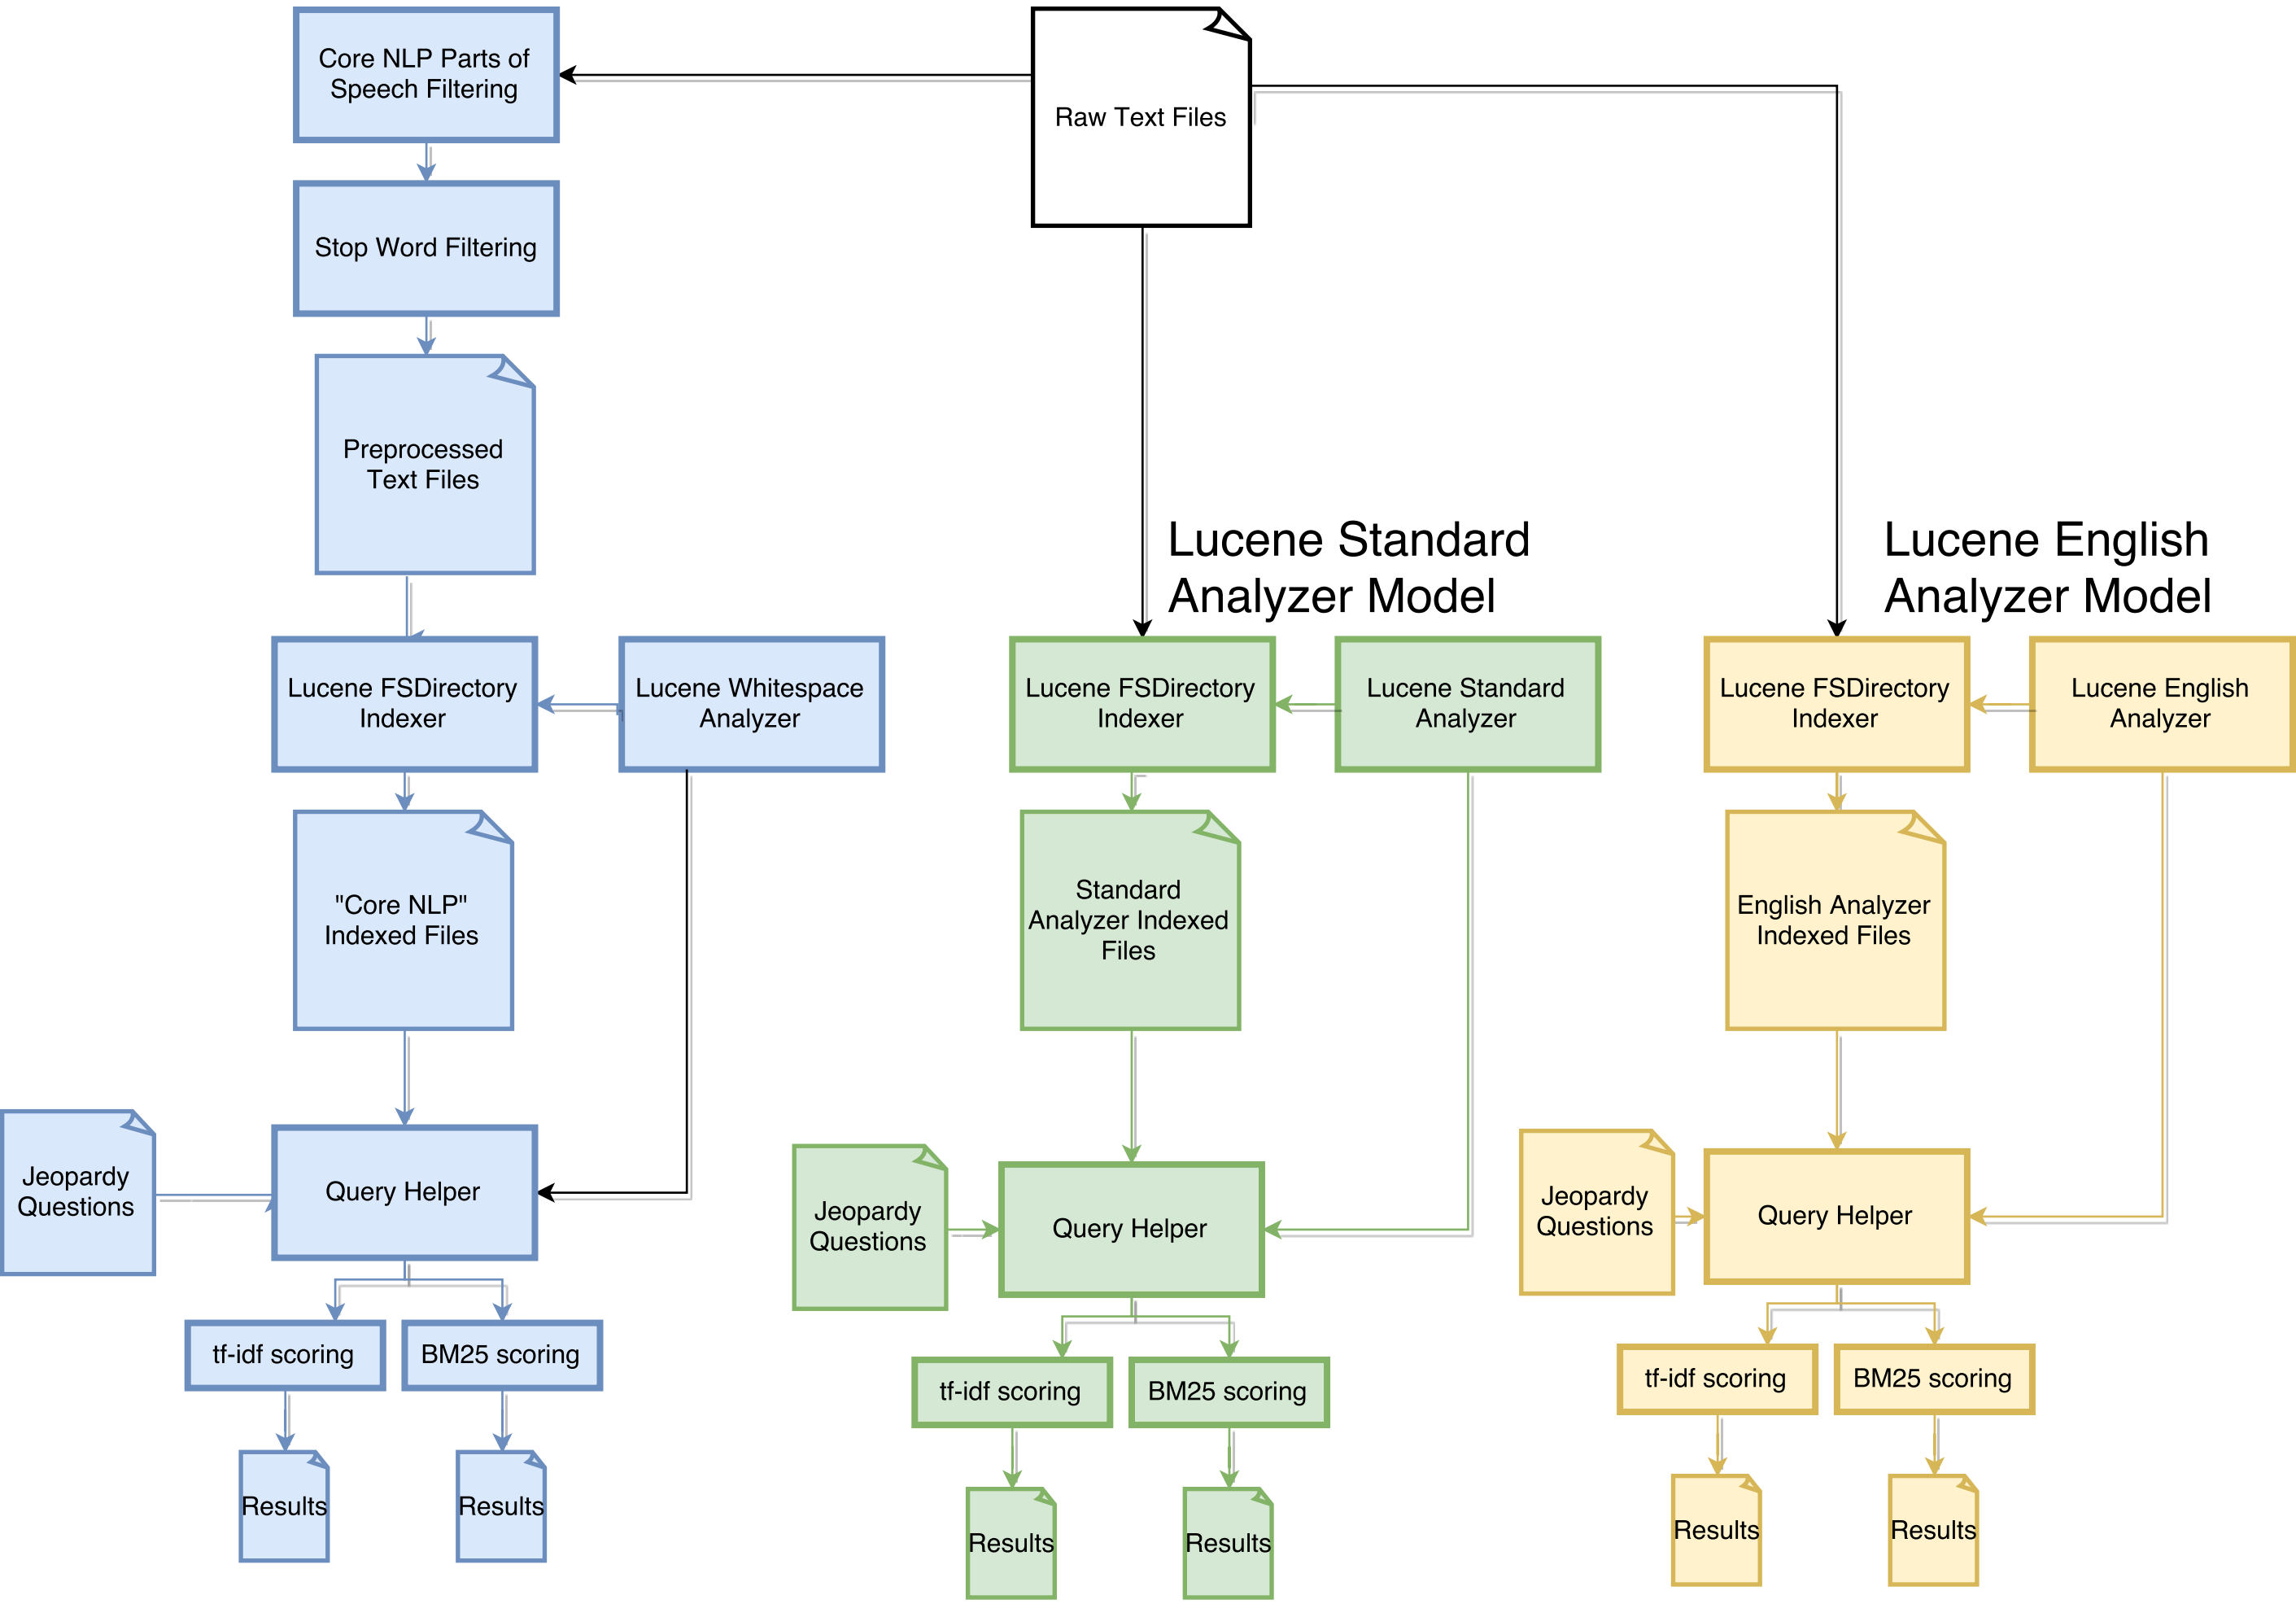 Core NLP Parts of
Speech Filtering
Raw Text Files
Stop Word Filtering
Preprocessed
Text Files
Lucene Standard
Analyzer Model
Lucene English
Analyzer Model
Lucene FSDirectory
Indexer
Lucene Whitespace
Analyzer
Lucene FSDirectory
Indexer
Lucene Standard
Analyzer
Lucene FSDirectory
Indexer
Lucene English
Analyzer
"Core NLP"
Indexed Files
Standard
Analyzer Indexed
Files
English Analyzer
Indexed Files
Jeopardy
Questions
Query Helper
Jeopardy
Questions
Query Helper
Jeopardy
Questions
Query Helper
tf-idf scoring
BM25 scoring
tf-idf scoring
BM25 scoring
tf-idf scoring
BM25 scoring
Results
Results
Results
Results
Results
Results